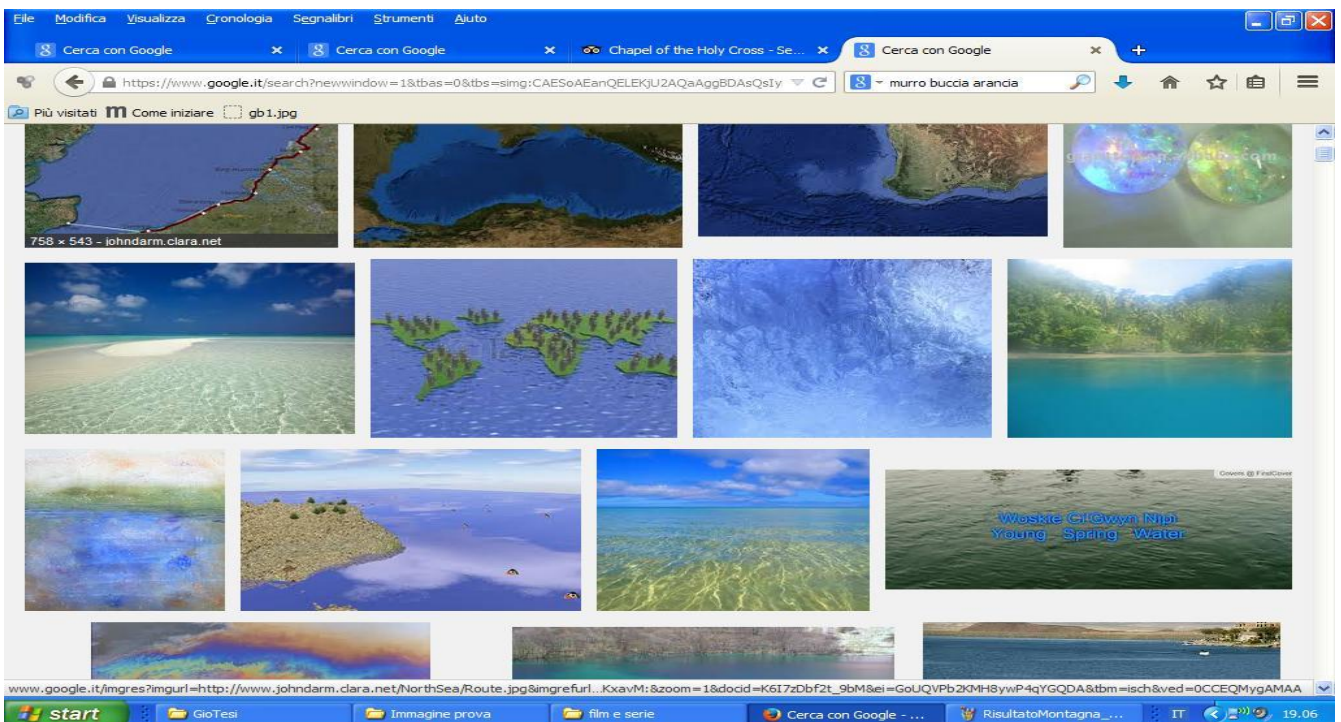 File Modifica Visualizza Cronologia Segnalibri Strumenti Aiuto
Cerca con Google
Cerca con Google
Chapel of the Holy Cross - Se...
Cerca con Google
https://www.google.it/search?newwindow=1&tbas=0&tbs=simg:CAESoAEanQELEKjU2AQaAggBDAsQsIy
murro buccia arancia
Più visitati Come iniziare gb1.jpg
758 × 543 - johndarm.clara.net
Covers @ FirstCover
Woskie Ci'Gwyn Nipi
Young Spring Water
www.google.it/imgres?imgurl=http://www.johndarm.clara.net/NorthSea/Route.jpg&imgrefurl...KxavM:&zoom=1&docid=K6I7zDbf2t_9bM&ei=GoUQVPb2KMH8ywP4qYGQDA&tbm=isch&ved=0CCEQMygAMAA
start GioTesi Immagine prova film e serie Cerca con Google - ... RisultatoMontagna_... IT 19.06